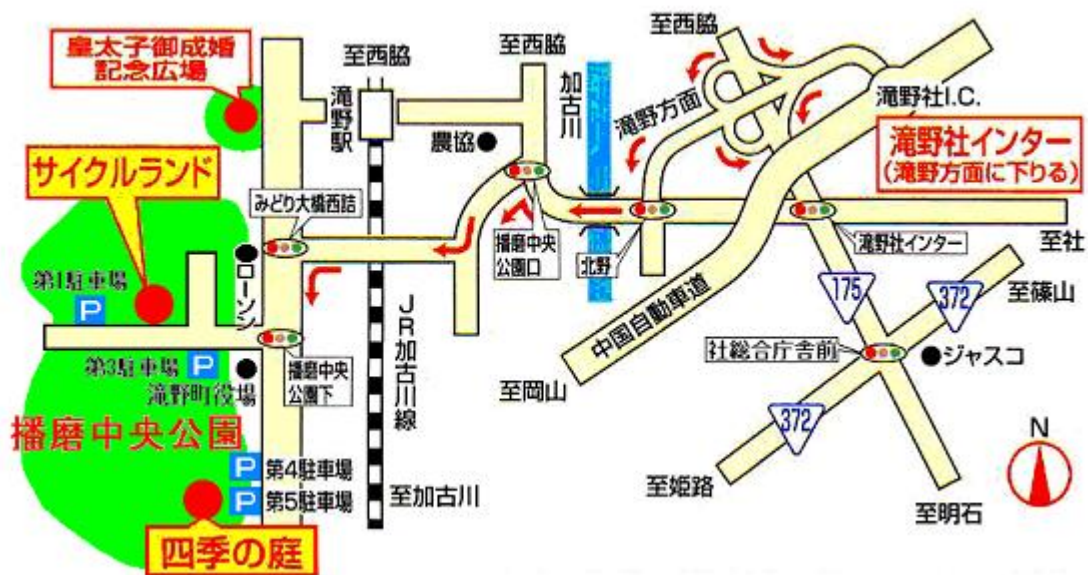 皇太子御成婚
記念広場
至西脇
至西脇
至西脇
滝野駅
加古川
滝野方面
滝野社I.C.
農協
滝野社インター
(滝野方面に下りる)
サイクルランド
みどり大橋西詰
播磨中央
公園口
北野
滝野社インター
至社
ローソン
第1駐車場
P
JR加古川線
中国自動車道
175
372
至篠山
第3駐車場
P
滝野町役場
播磨中央
公園下
至岡山
社総合庁舎前
ジャスコ
播磨中央公園
372
N
P
第4駐車場
P
第5駐車場
至加古川
至姫路
至明石
四季の庭